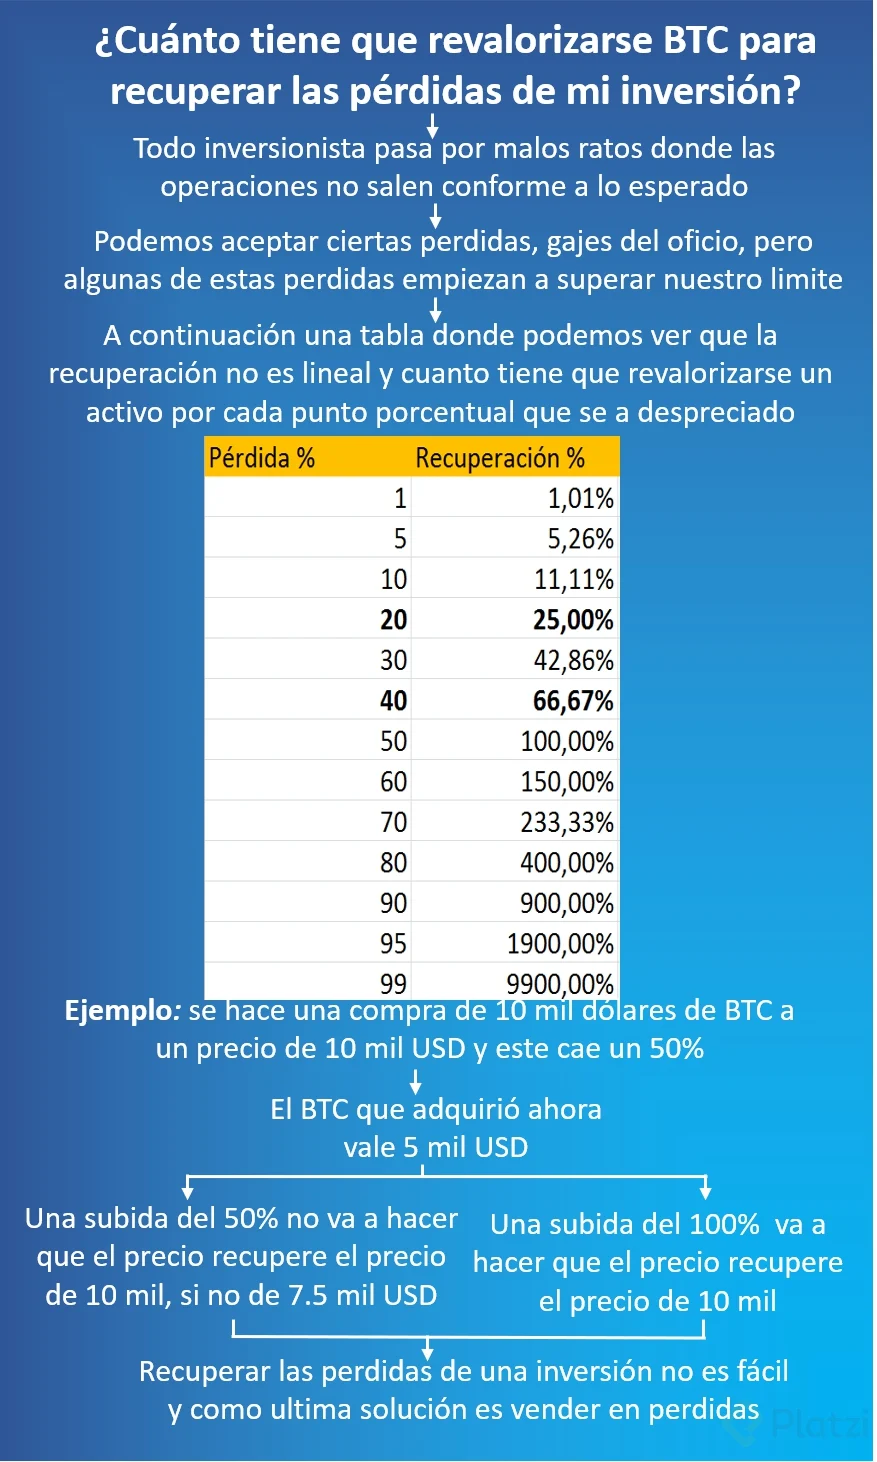 ¿Cuánto tiene que revalorizarse BTC para
recuperar las pérdidas de mi inversión?
Todo inversionista pasa por malos ratos donde las
operaciones no salen conforme a lo esperado
Podemos aceptar ciertas perdidas, gajes del oficio, pero
algunas de estas perdidas empiezan a superar nuestro limite
A continuación una tabla donde podemos ver que la
recuperación no es lineal y cuanto tiene que revalorizarse un
activo por cada punto porcentual que se a despreciado
Pérdida % Recuperación %
1 1,01%
5 5,26%
10 11,11%
20 25,00%
30 42,86%
40 66,67%
50 100,00%
60 150,00%
70 233,33%
80 400,00%
90 900,00%
95 1900,00%
99 9900,00%
Ejemplo: se hace una compra de 10 mil dólares de BTC a
un precio de 10 mil USD y este cae un 50%
El BTC que adquirió ahora
vale 5 mil USD
Una subida del 50% no va a hacer
que el precio recupere el precio
de 10 mil, si no de 7.5 mil USD
Una subida del 100% va a
hacer que el precio recupere
el precio de 10 mil
Recuperar las perdidas de una inversión no es fácil
y como ultima solución es vender en perdidas
Platzi